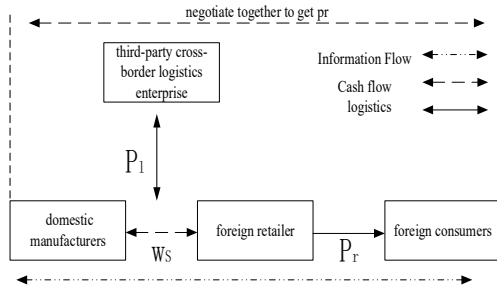 negotiate together to get pr
third-party cross-
border logistics
enterprise
Information Flow
Cash flow
logistics
P₁
domestic
manufacturers
wₛ
foreign retailer
Pᵣ
foreign consumers